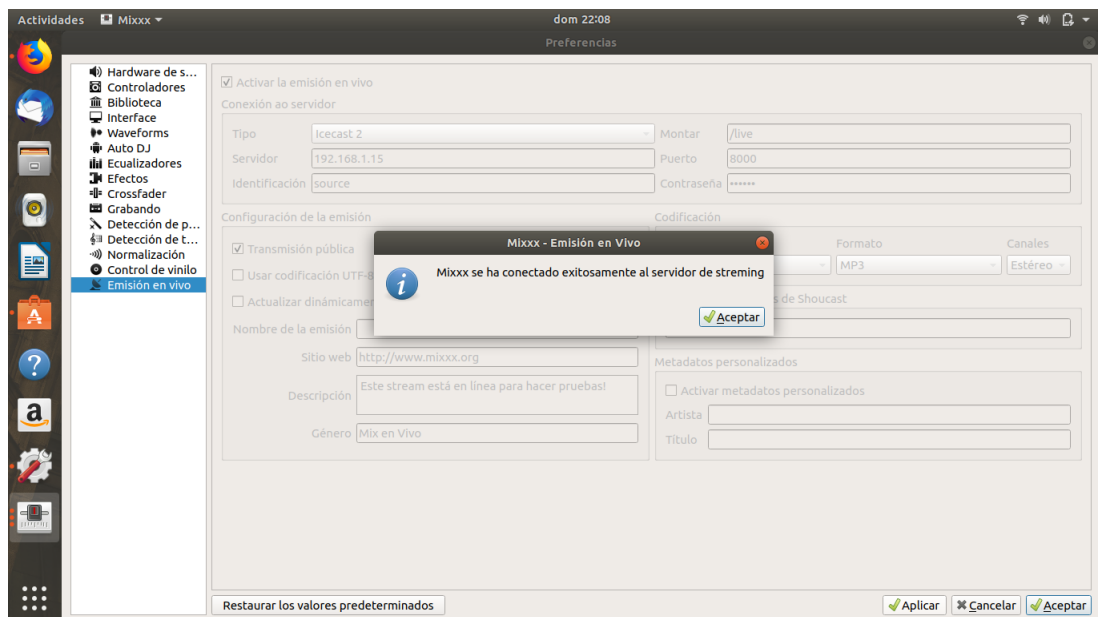 Actividades Mixxx dom 22:08
Preferencias
Hardware de s...
Controladores
Biblioteca
Interface
Waveforms
Auto DJ
Ecualizadores
Efectos
Crossfader
Grabando
Detección de p...
Detección de t...
Normalización
Control de vinilo
Emisión en vivo
Activar la emisión en vivo
Conexión ao servidor
Tipo Icecast 2 Montar /live
Servidor 192.168.1.15 Puerto 8000
Identificación source Contraseña ••••••
Configuración de la emisión
Transmisión pública
Usar codificación UTF-8
Actualizar dinámicamen
Nombre de la emisión
Sitio web http://www.mixxx.org
Descripción Este stream está en línea para hacer pruebas!
Género Mix en Vivo
Codificación
Formato Canales
MP3 Estéreo
s de Shoucast
Metadatos personalizados
Activar metadatos personalizados
Artista
Título
Mixxx - Emisión en Vivo
Mixxx se ha conectado exitosamente al servidor de streming
Aceptar
Restaurar los valores predeterminados Aplicar Cancelar Aceptar